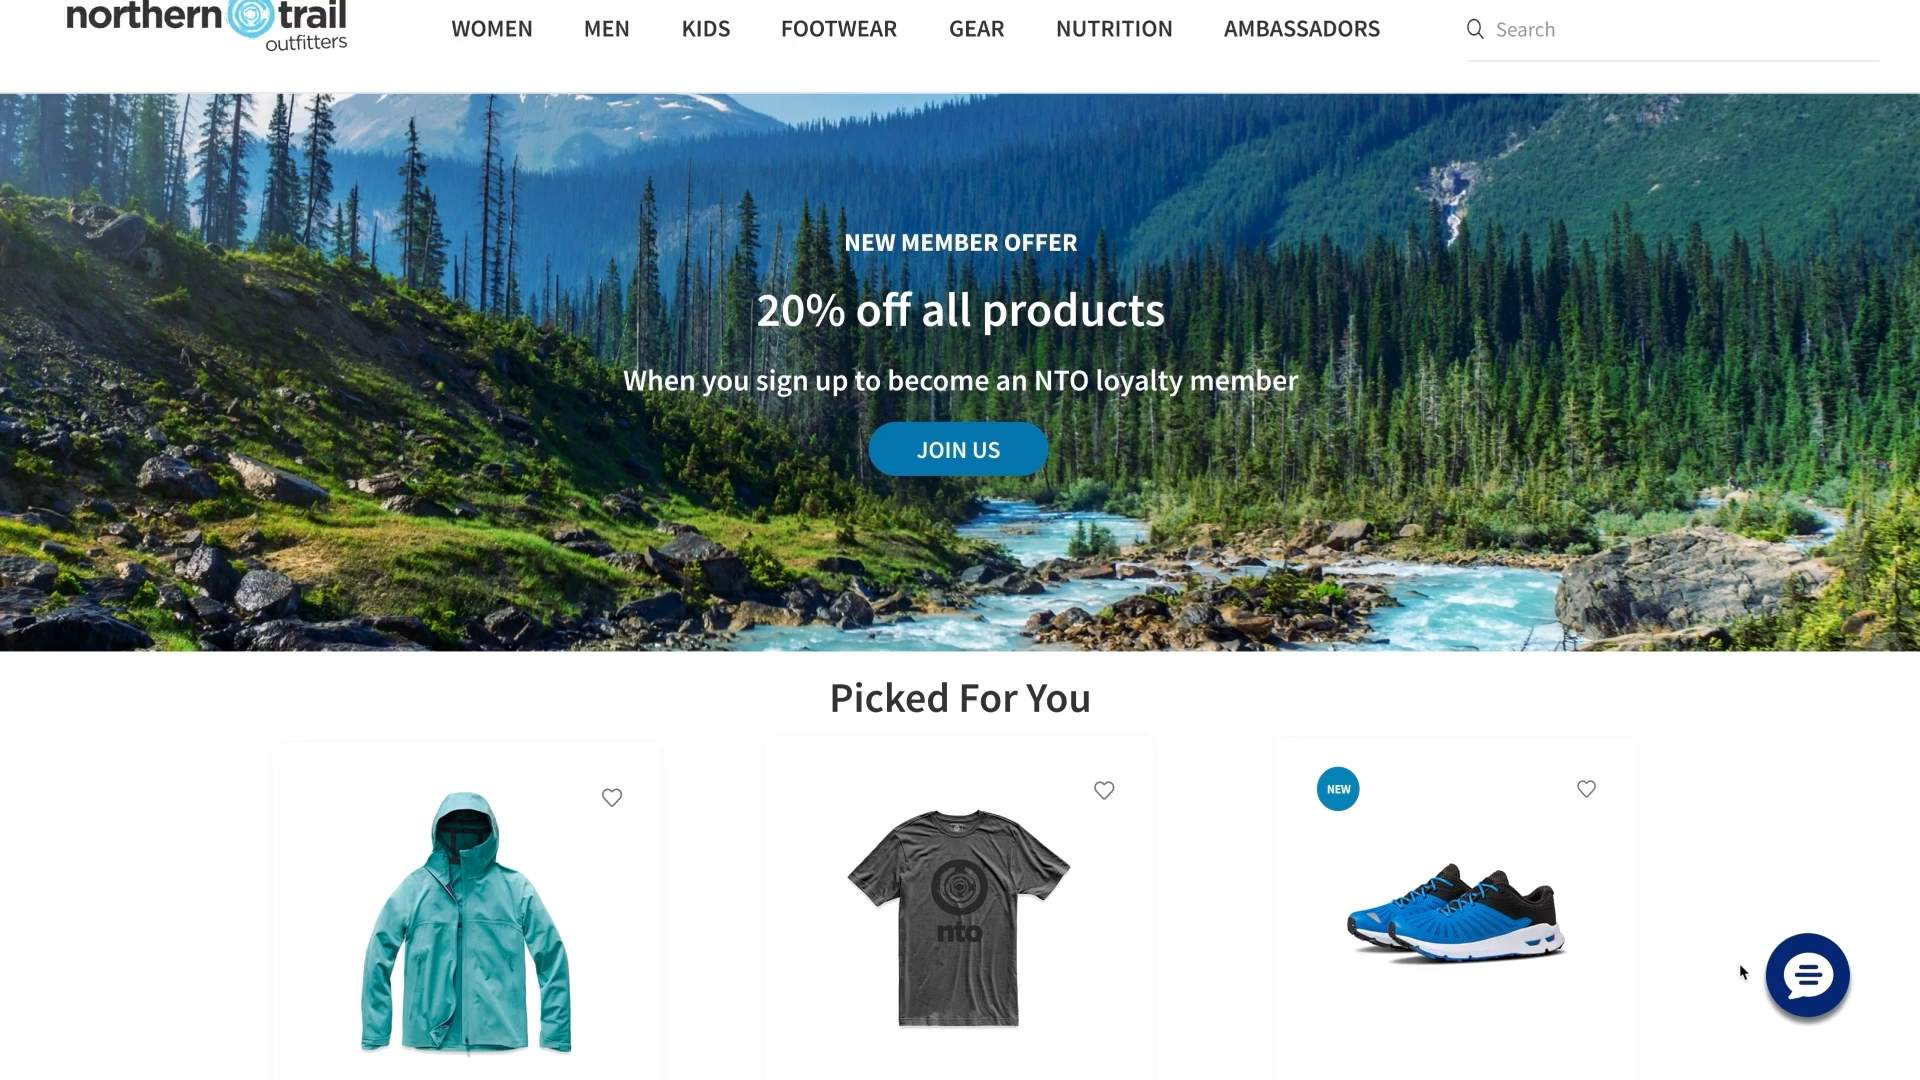 northern trail
outfitters
WOMEN MEN KIDS FOOTWEAR GEAR NUTRITION AMBASSADORS Search
NEW MEMBER OFFER
20% off all products
When you sign up to become an NTO loyalty member
JOIN US
Picked For You
NEW
nto